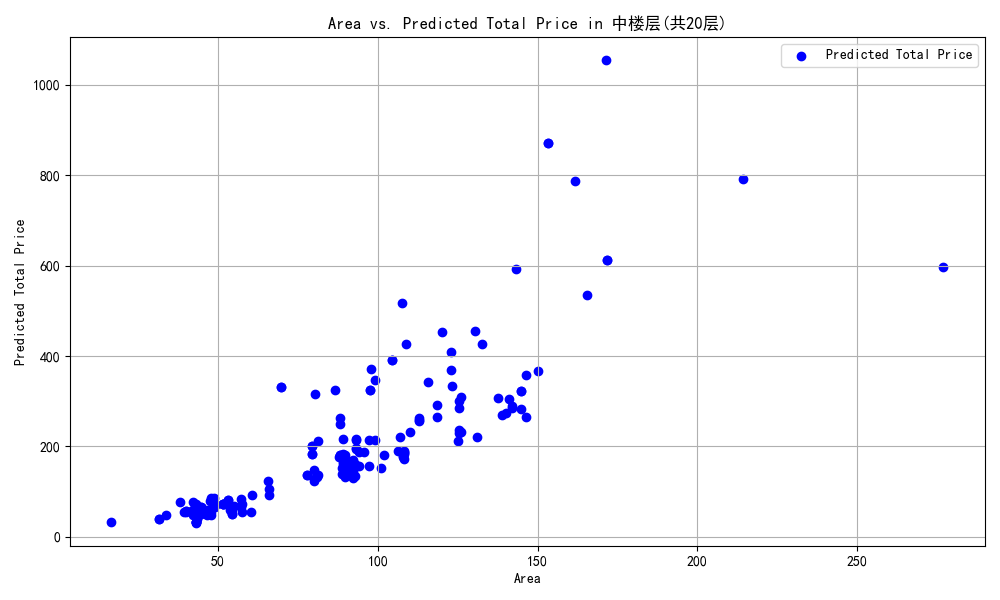 Area vs. Predicted Total Price in 中楼层(共20层)
Predicted Total Price
1000
800
600
400
200
0
Predicted Total Price
50
100
150
200
250
Area